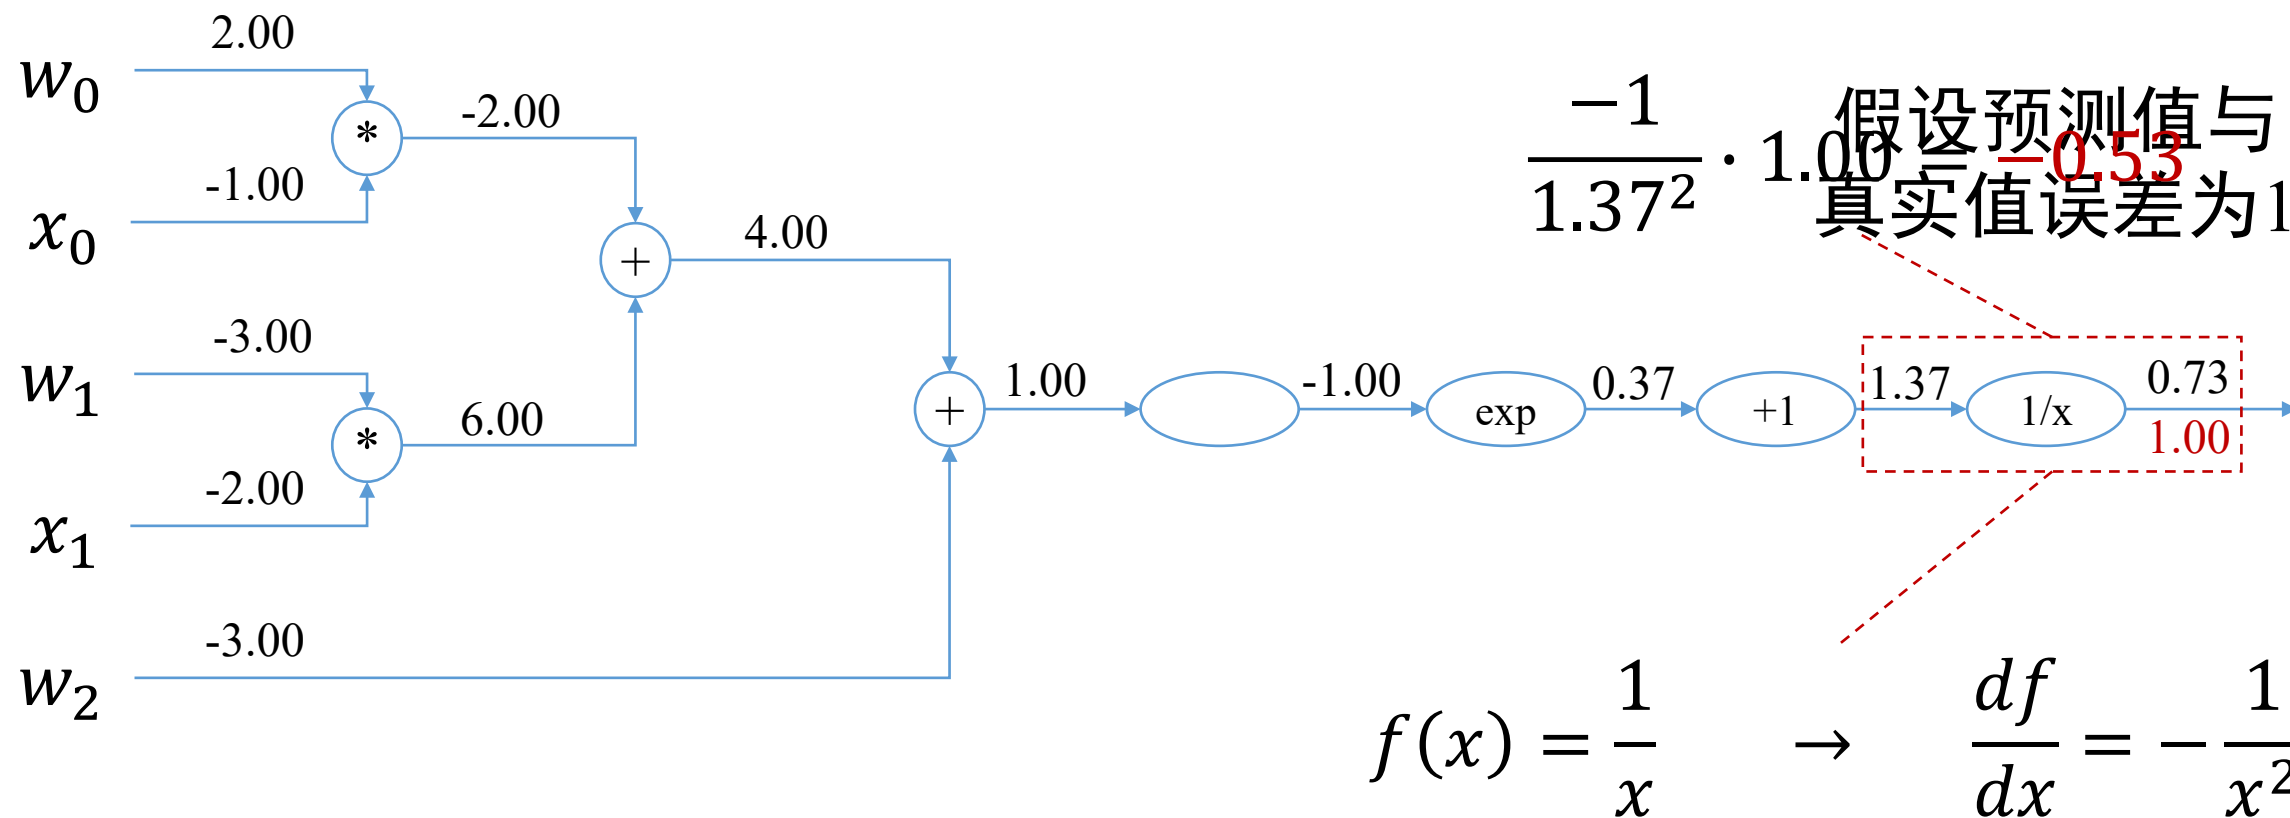 2.00
w₀
*
-2.00
-1.00
x₀
+
4.00
-3.00
w₁
*
6.00
-2.00
x₁
-3.00
w₂
+
1.00
-1.00
exp
0.37
+1
1.37
1/x
0.73
1.00
−1/1.37² · 1.00 = −0.53
假设预测值与
真实值误差为1
f(x) = 1/x → df/dx = − 1/x²